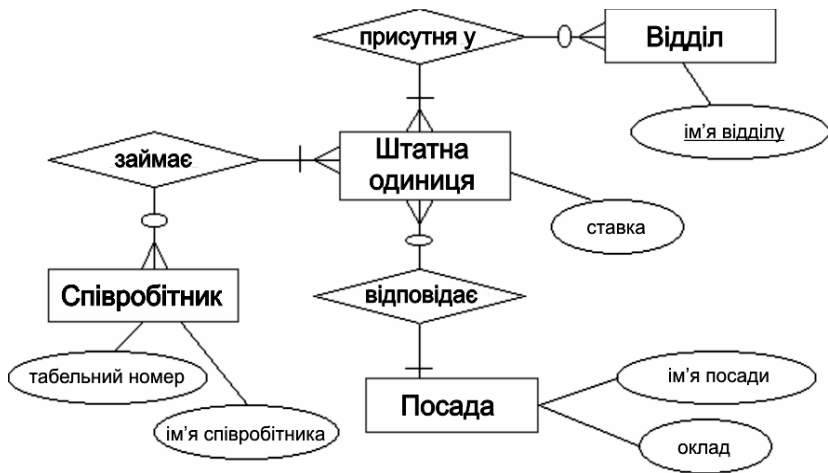 присутня у
Відділ
ім’я відділу
займає
Штатна
одиниця
ставка
Співробітник
відповідає
табельний номер
ім’я співробітника
Посада
ім’я посади
оклад